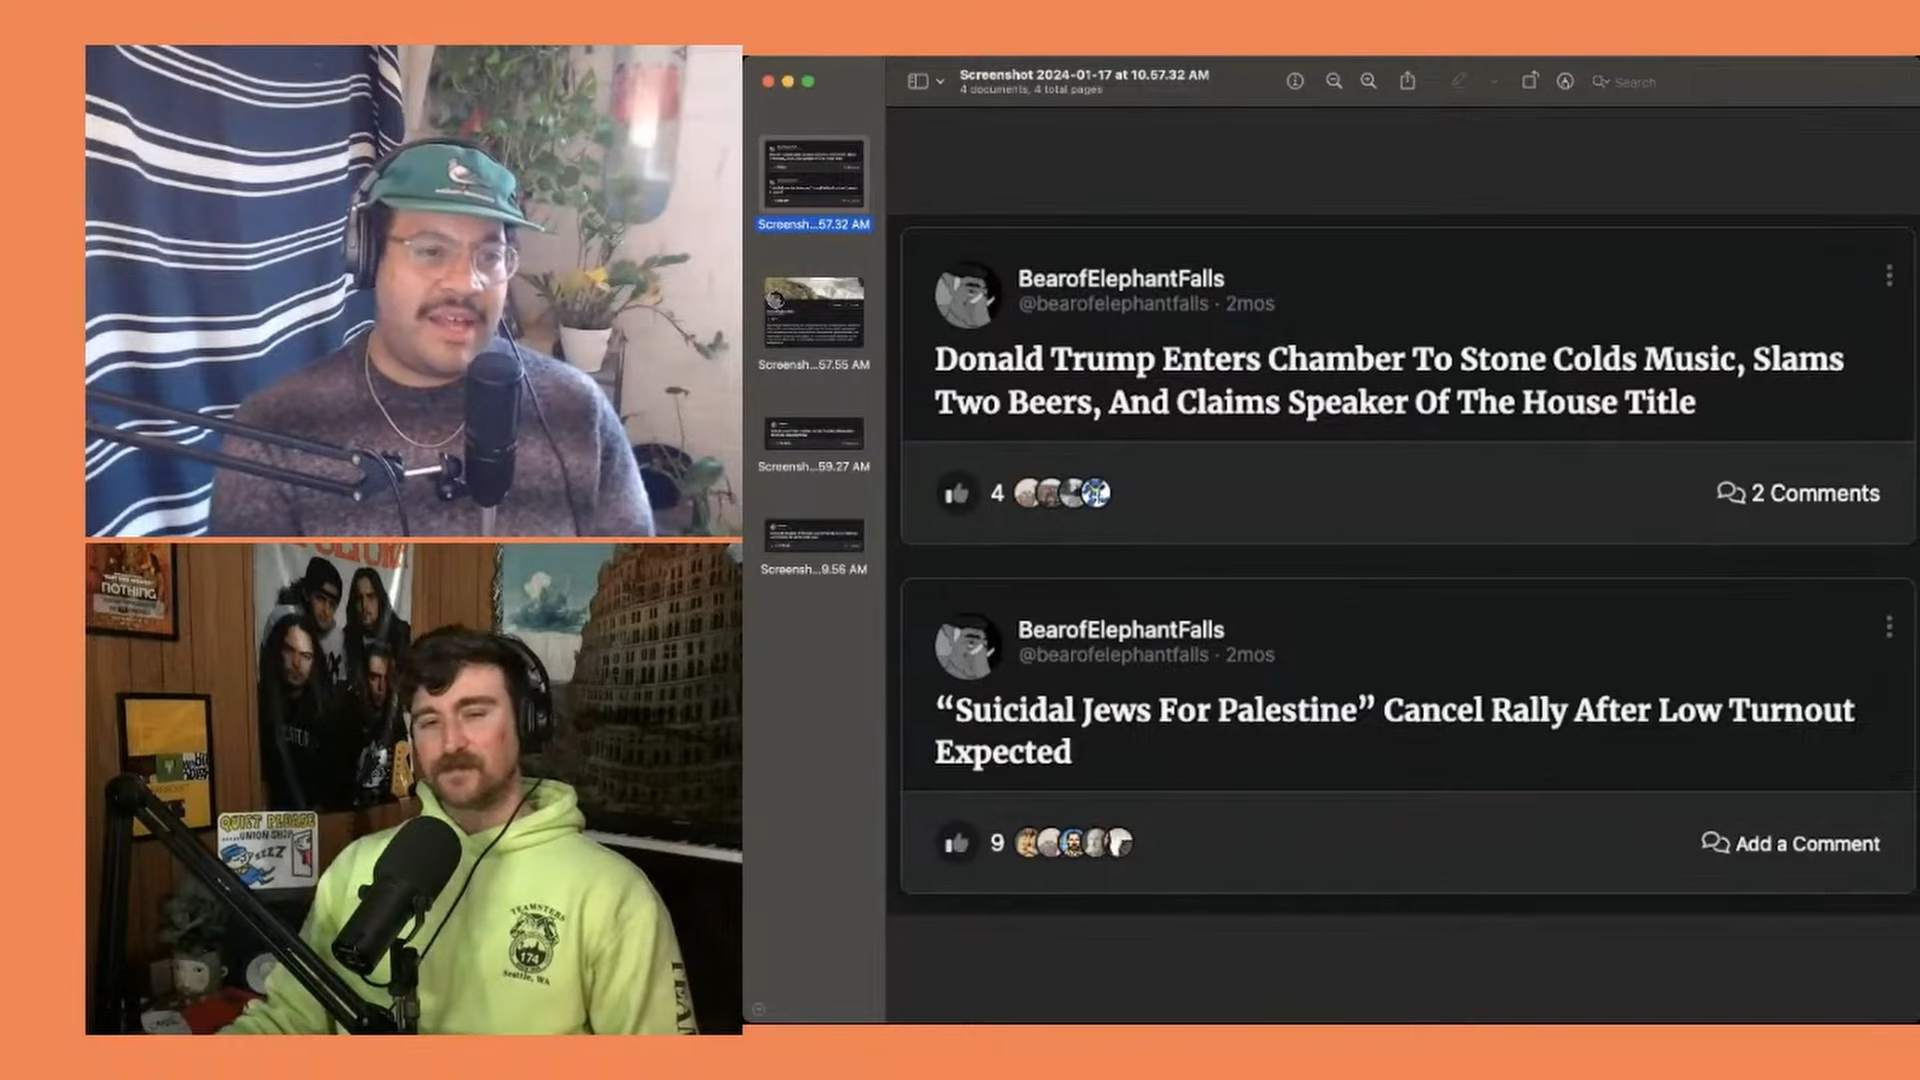 Screenshot 2024-01-17 at 10.57.32 AM
4 documents, 4 total pages
Search
Screensh...57.32 AM
Screensh...57.55 AM
Screensh...59.27 AM
Screensh...9.56 AM
BearofElephantFalls
@bearofelephantfalls · 2mos
Donald Trump Enters Chamber To Stone Colds Music, Slams
Two Beers, And Claims Speaker Of The House Title
4
2 Comments
BearofElephantFalls
@bearofelephantfalls · 2mos
“Suicidal Jews For Palestine” Cancel Rally After Low Turnout
Expected
9
Add a Comment
NOTHING
QUIET PLEASE
UNION SHOP
ZZZ
TEAMSTERS
174
Seattle, WA